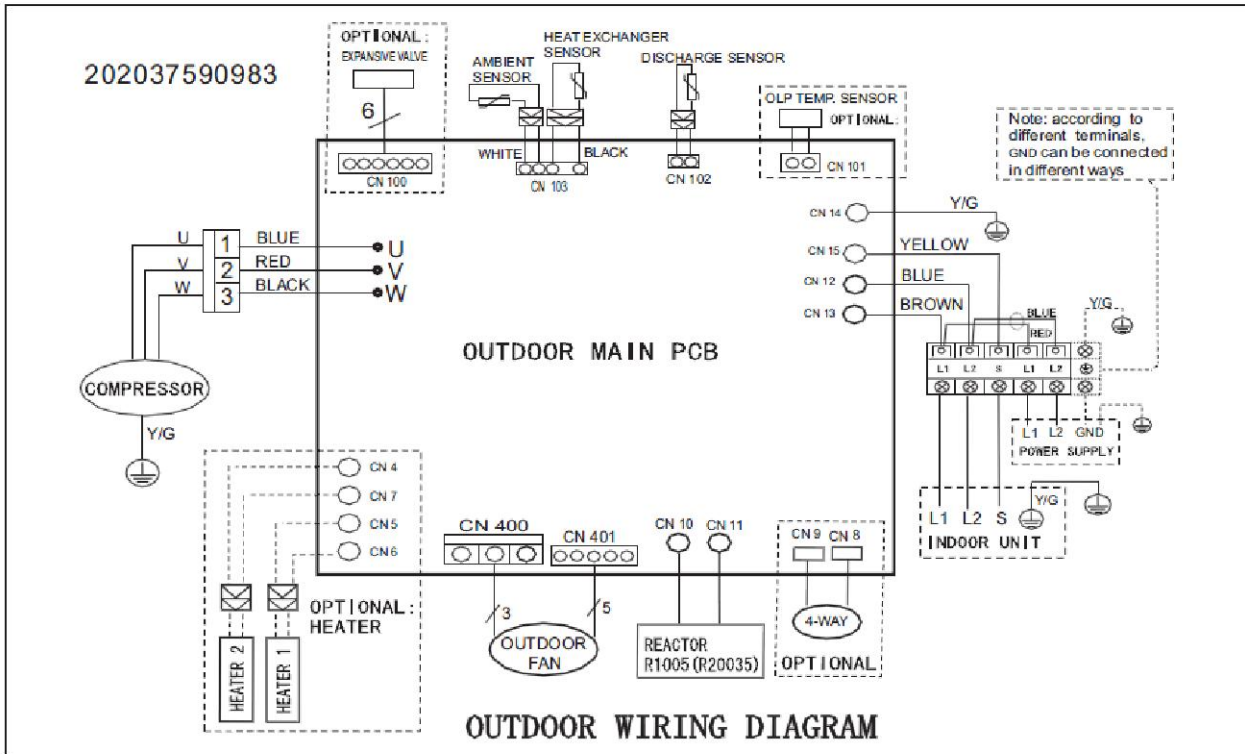 202037590983
OPTIONAL:
EXPANSIVE VALVE
6
CN 100
AMBIENT
SENSOR
HEAT EXCHANGER
SENSOR
WHITE
BLACK
CN 103
DISCHARGE SENSOR
CN 102
OLP TEMP. SENSOR
OPTIONAL:
CN 101
Note: according to
different terminals,
GND can be connected
in different ways
CN 14
Y/G
CN 15
YELLOW
CN 12
BLUE
CN 13
BROWN
U
1
BLUE
U
V
2
RED
V
W
3
BLACK
W
COMPRESSOR
Y/G
OUTDOOR MAIN PCB
BLUE
RED
Y/G
L1 L2 S L1 L2
L1 L2 GND
POWER SUPPLY
Y/G
L1 L2 S
INDOOR UNIT
CN 4
CN 7
CN 5
CN 6
OPTIONAL:
HEATER
HEATER 2
HEATER 1
CN 400
CN 401
3
5
OUTDOOR
FAN
CN 10
CN 11
REACTOR
R1005 (R20035)
CN 9
CN 8
4-WAY
OPTIONAL
OUTDOOR WIRING DIAGRAM